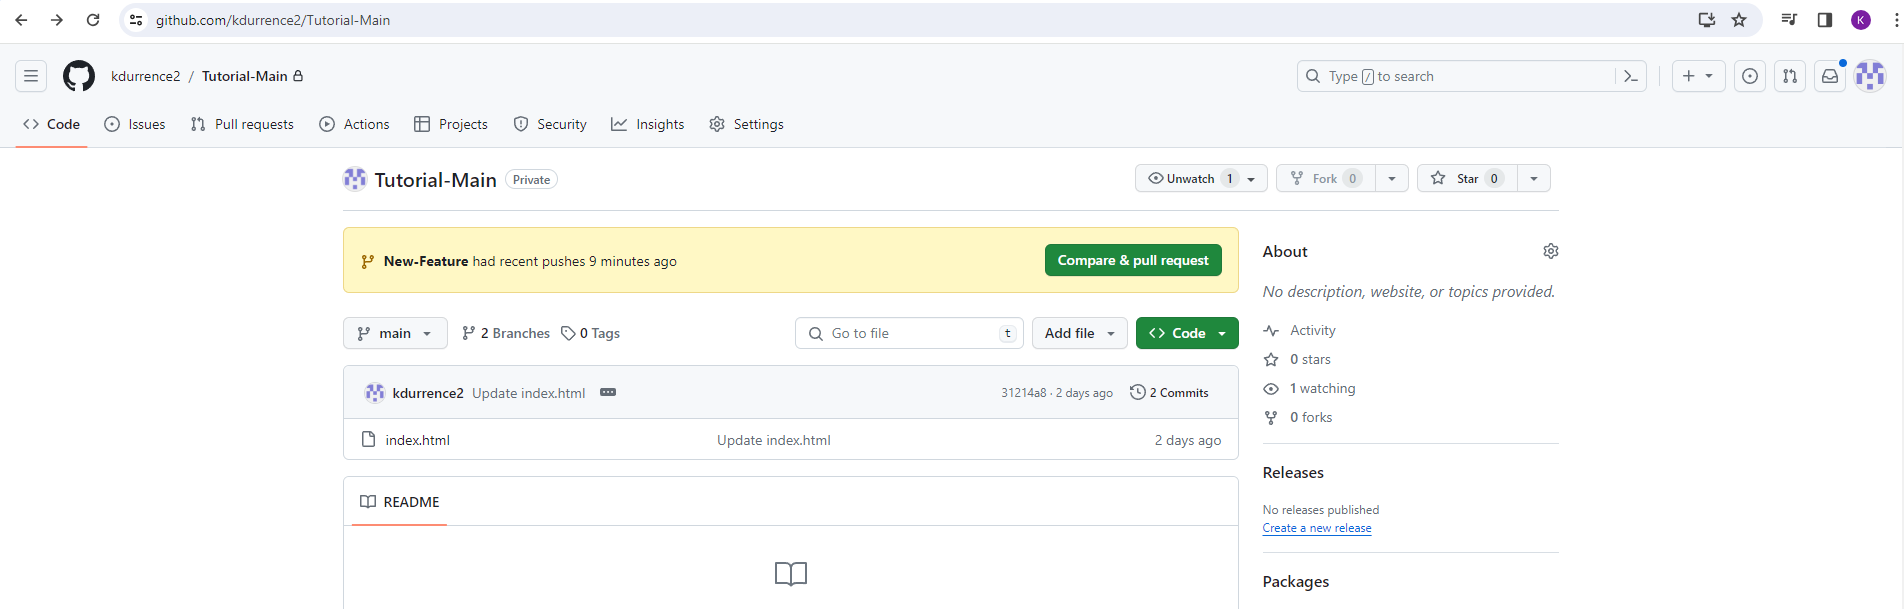 github.com/kdurrence2/Tutorial-Main
K
kdurrence2 / Tutorial-Main
Type / to search
Code Issues Pull requests Actions Projects Security Insights Settings
Tutorial-Main Private
Unwatch 1 Fork 0 Star 0
New-Feature had recent pushes 9 minutes ago
Compare & pull request
main 2 Branches 0 Tags
Go to file t
Add file
Code
kdurrence2 Update index.html
31214a8 · 2 days ago 2 Commits
index.html Update index.html 2 days ago
README
About
No description, website, or topics provided.
Activity
0 stars
1 watching
0 forks
Releases
No releases published
Create a new release
Packages